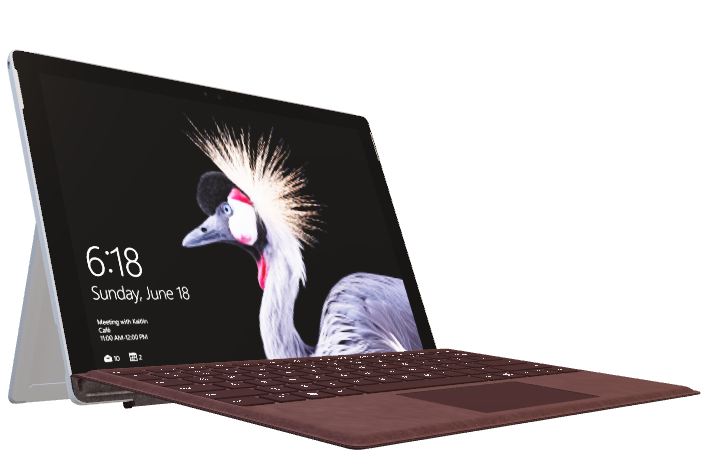 6:18
Sunday, June 18
Meeting with Kaitlin
Café
11:00 AM-12:00 PM
10 2